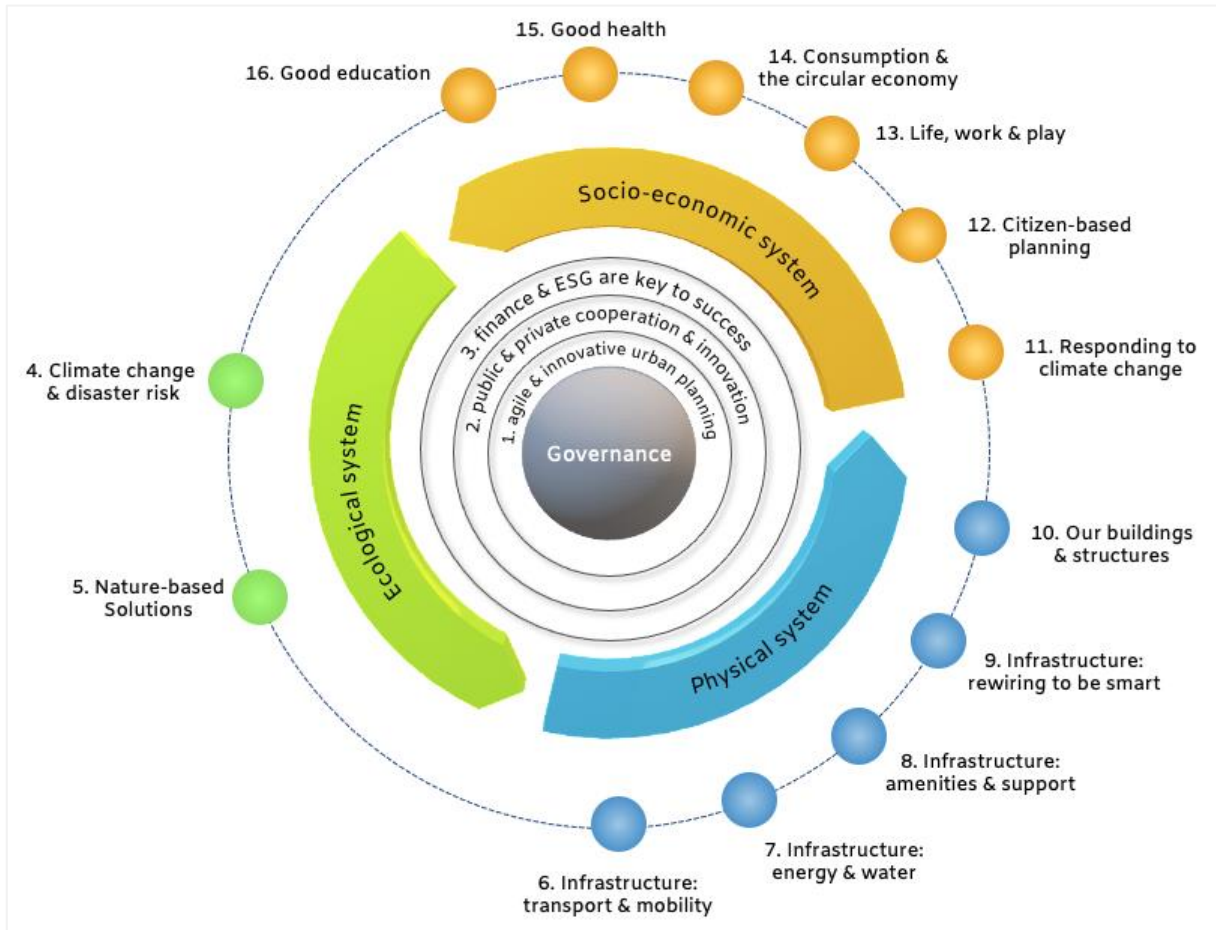 15. Good health
14. Consumption &
the circular economy
16. Good education
13. Life, work & play
12. Citizen-based
planning
11. Responding to
climate change
Socio-economic system
3. finance & ESG are key to success
2. public & private cooperation & innovation
1. agile & innovative urban planning
Governance
4. Climate change
& disaster risk
5. Nature-based
Solutions
Ecological system
Physical system
10. Our buildings
& structures
9. Infrastructure:
rewiring to be smart
8. Infrastructure:
amenities & support
7. Infrastructure:
energy & water
6. Infrastructure:
transport & mobility